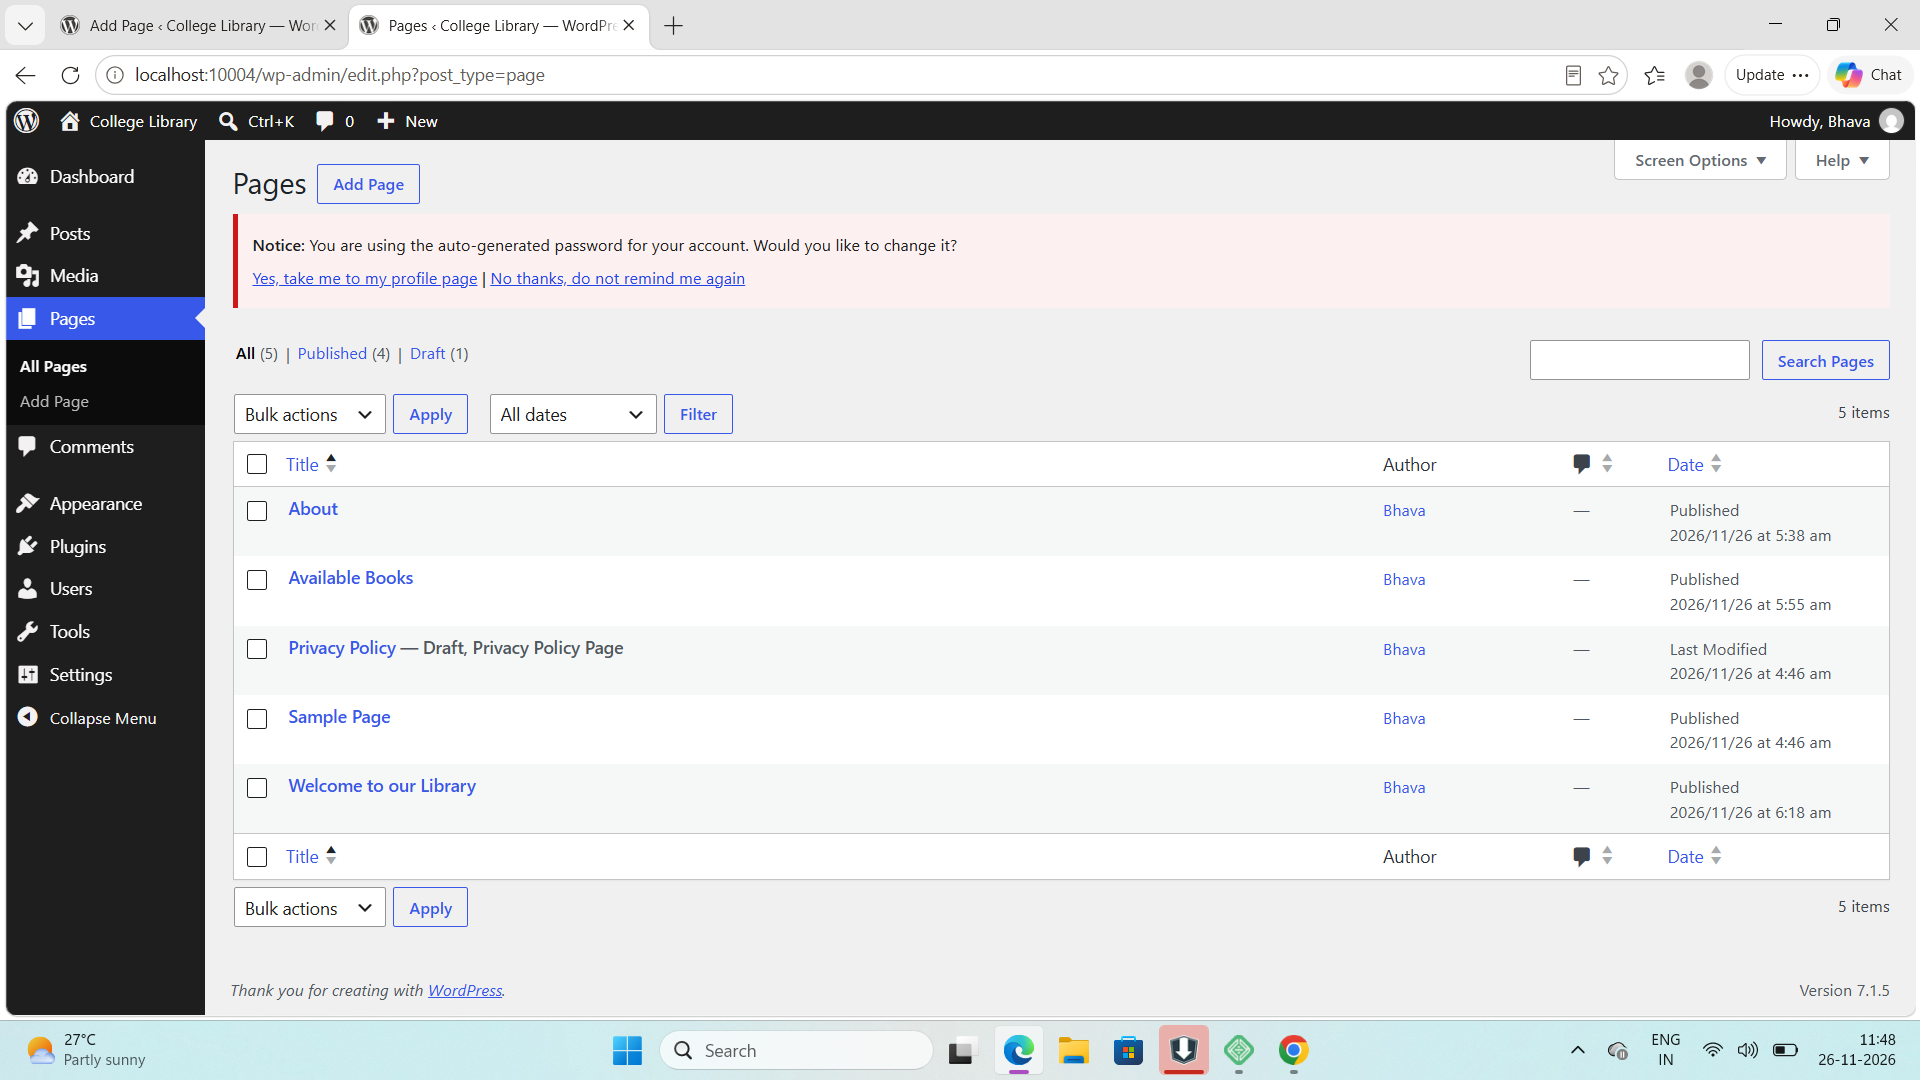 Add Page ‹ College Library — Wor
Pages ‹ College Library — WordPre
localhost:10004/wp-admin/edit.php?post_type=page
Update
Chat
College Library
Ctrl+K
0
New
Howdy, Bhava
Dashboard
Posts
Media
Pages
All Pages
Add Page
Comments
Appearance
Plugins
Users
Tools
Settings
Collapse Menu
Screen Options
Help
Pages
Add Page
Notice: You are using the auto-generated password for your account. Would you like to change it?
Yes, take me to my profile page | No thanks, do not remind me again
All (5) | Published (4) | Draft (1)
Search Pages
Bulk actions
Apply
All dates
Filter
5 items
Title
Author
Date
About
Bhava
—
Published
2026/11/26 at 5:38 am
Available Books
Bhava
—
Published
2026/11/26 at 5:55 am
Privacy Policy — Draft, Privacy Policy Page
Bhava
—
Last Modified
2026/11/26 at 4:46 am
Sample Page
Bhava
—
Published
2026/11/26 at 4:46 am
Welcome to our Library
Bhava
—
Published
2026/11/26 at 6:18 am
Title
Author
Date
Bulk actions
Apply
5 items
Thank you for creating with WordPress.
Version 7.1.5
27°C
Partly sunny
Search
ENG
IN
11:48
26-11-2026